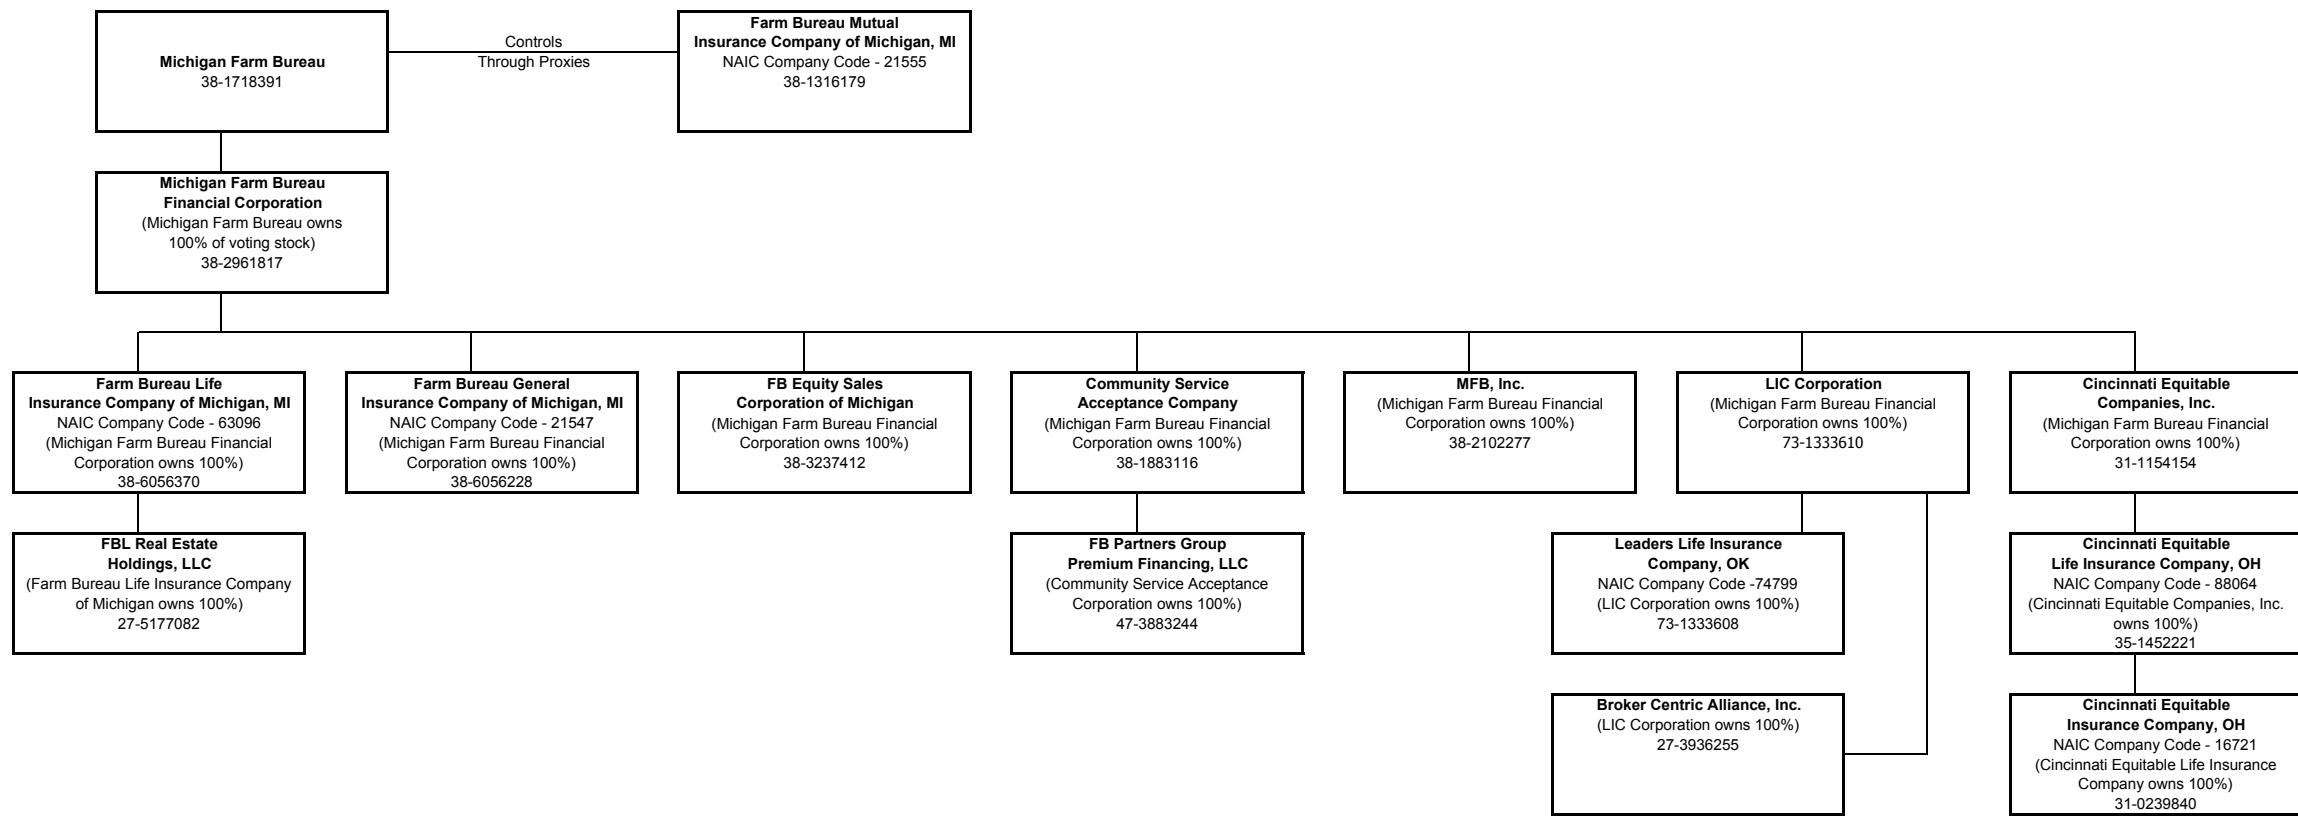 Michigan Farm Bureau
38-1718391
Controls
Through Proxies
Farm Bureau Mutual
Insurance Company of Michigan, MI
NAIC Company Code - 21555
38-1316179
Michigan Farm Bureau
Financial Corporation
(Michigan Farm Bureau owns
100% of voting stock)
38-2961817
Farm Bureau Life
Insurance Company of Michigan, MI
NAIC Company Code - 63096
(Michigan Farm Bureau Financial
Corporation owns 100%)
38-6056370
Farm Bureau General
Insurance Company of Michigan, MI
NAIC Company Code - 21547
(Michigan Farm Bureau Financial
Corporation owns 100%)
38-6056228
FB Equity Sales
Corporation of Michigan
(Michigan Farm Bureau Financial
Corporation owns 100%)
38-3237412
Community Service
Acceptance Company
(Michigan Farm Bureau Financial
Corporation owns 100%)
38-1883116
MFB, Inc.
(Michigan Farm Bureau Financial
Corporation owns 100%)
38-2102277
LIC Corporation
(Michigan Farm Bureau Financial
Corporation owns 100%)
73-1333610
Cincinnati Equitable
Companies, Inc.
(Michigan Farm Bureau Financial
Corporation owns 100%)
31-1154154
FBL Real Estate
Holdings, LLC
(Farm Bureau Life Insurance Company
of Michigan owns 100%)
27-5177082
FB Partners Group
Premium Financing, LLC
(Community Service Acceptance
Corporation owns 100%)
47-3883244
Leaders Life Insurance
Company, OK
NAIC Company Code -74799
(LIC Corporation owns 100%)
73-1333608
Cincinnati Equitable
Life Insurance Company, OH
NAIC Company Code - 88064
(Cincinnati Equitable Companies, Inc.
owns 100%)
35-1452221
Broker Centric Alliance, Inc.
(LIC Corporation owns 100%)
27-3936255
Cincinnati Equitable
Insurance Company, OH
NAIC Company Code - 16721
(Cincinnati Equitable Life Insurance
Company owns 100%)
31-0239840